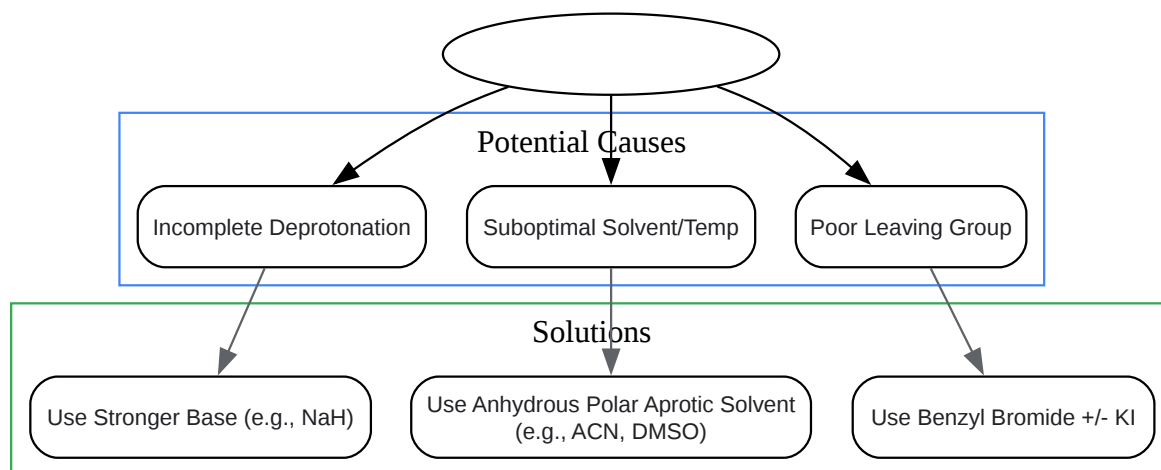 Potential Causes
Incomplete Deprotonation
Suboptimal Solvent/Temp
Poor Leaving Group
Solutions
Use Stronger Base (e.g., NaH)
Use Anhydrous Polar Aprotic Solvent
(e.g., ACN, DMSO)
Use Benzyl Bromide +/- KI